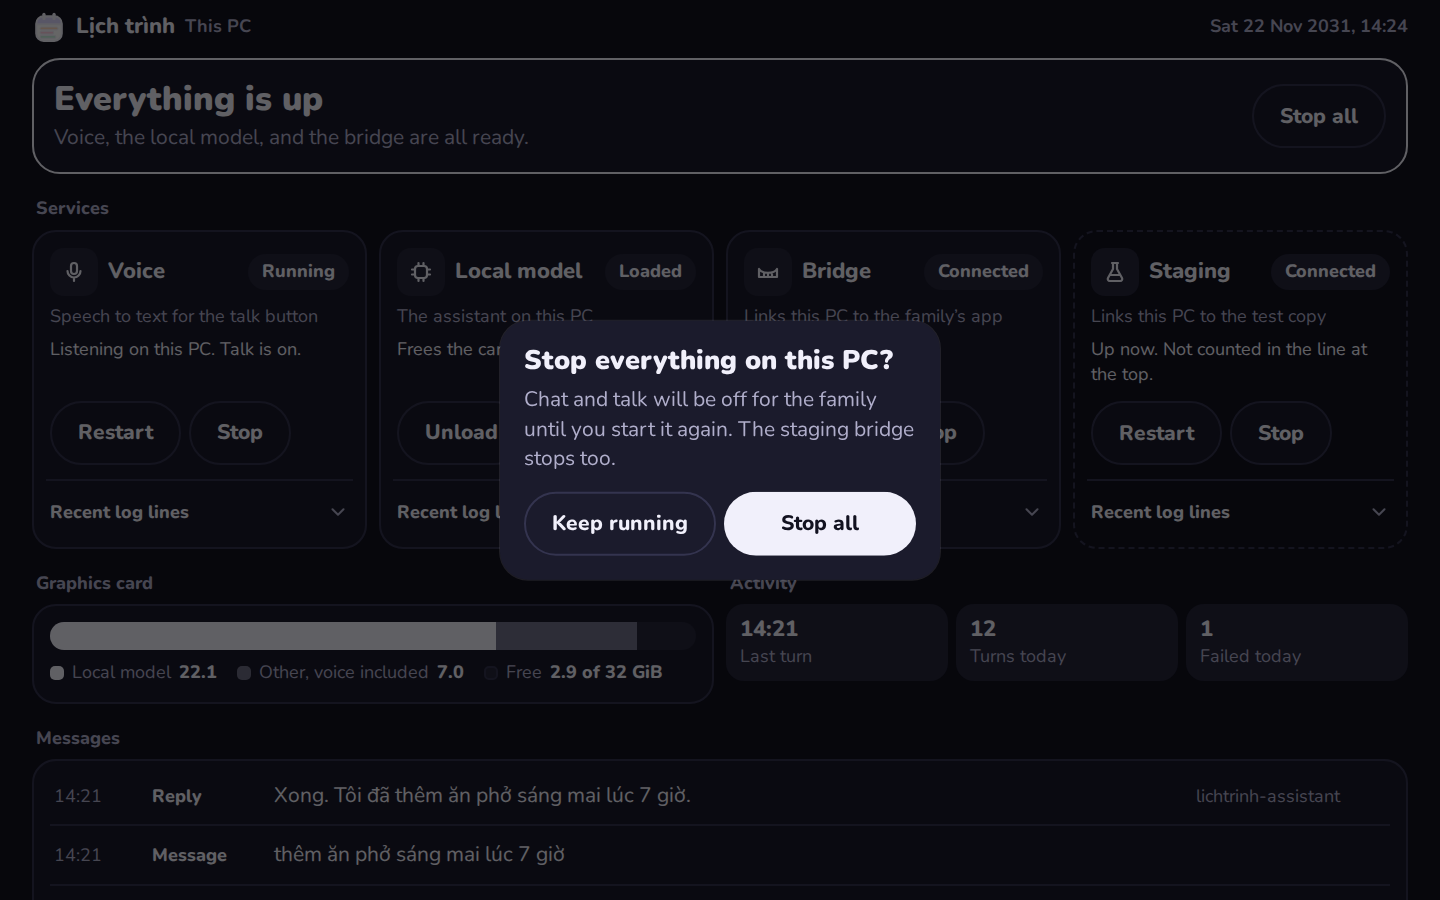 Lịch trình This PC
Sat 22 Nov 2031, 14:24
Everything is up
Voice, the local model, and the bridge are all ready.
Stop all
Services
Voice
Running
Speech to text for the talk button
Listening on this PC. Talk is on.
Restart
Stop
Recent log lines
Local model
Loaded
The assistant on this PC
Frees the
Unload
Recent log
Bridge
Connected
Links this PC to the family's app
Staging
Connected
Links this PC to the test copy
Up now. Not counted in the line at
the top.
Restart
Stop
Recent log lines
Stop everything on this PC?
Chat and talk will be off for the family
until you start it again. The staging bridge
stops too.
Keep running
Stop all
Graphics card
Local model 22.1
Other, voice included 7.0
Free 2.9 of 32 GiB
Activity
14:21
Last turn
12
Turns today
1
Failed today
Messages
14:21 Reply Xong. Tôi đã thêm ăn phở sáng mai lúc 7 giờ. lichtrinh-assistant
14:21 Message thêm ăn phở sáng mai lúc 7 giờ